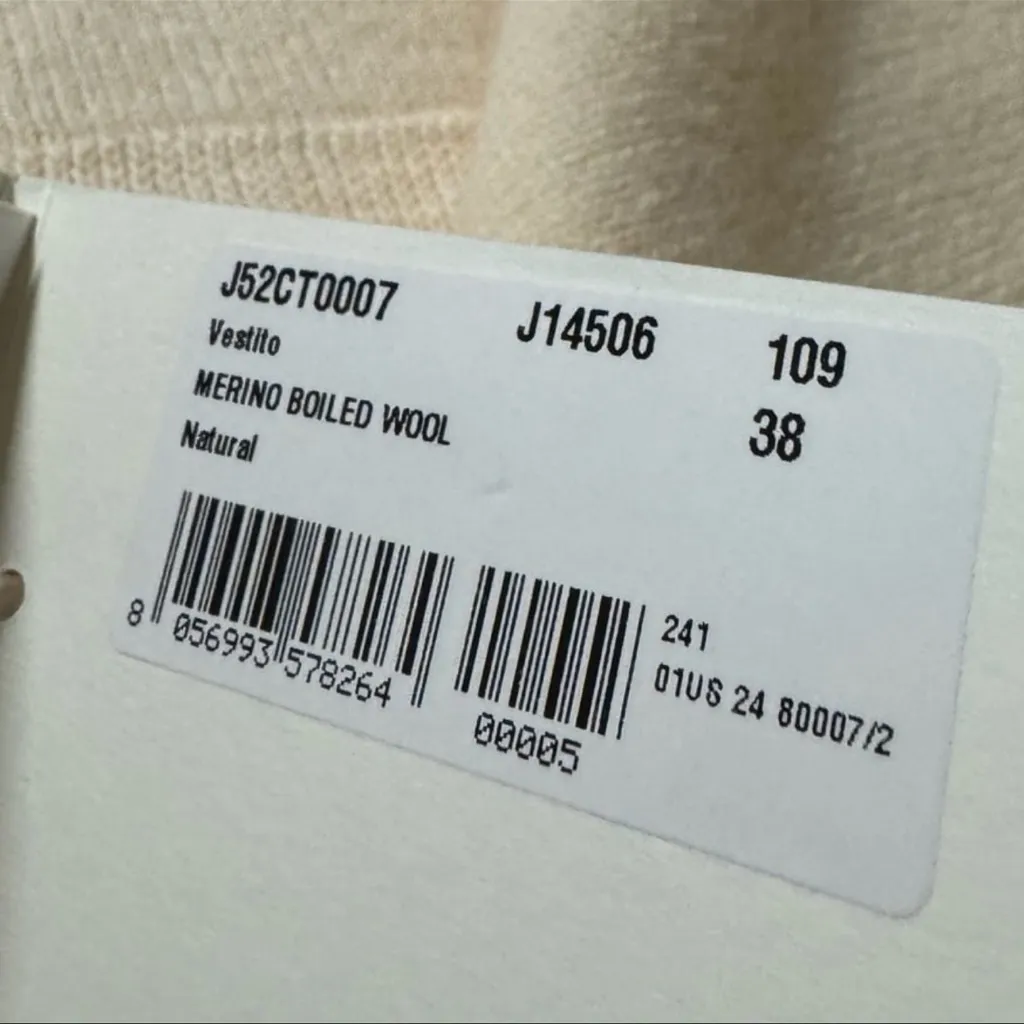 J52CT0007 J14506 109
Vestito 38
MERINO BOILED WOOL
Natural
8 056993 578264 00005
241
01US 24 80007/2